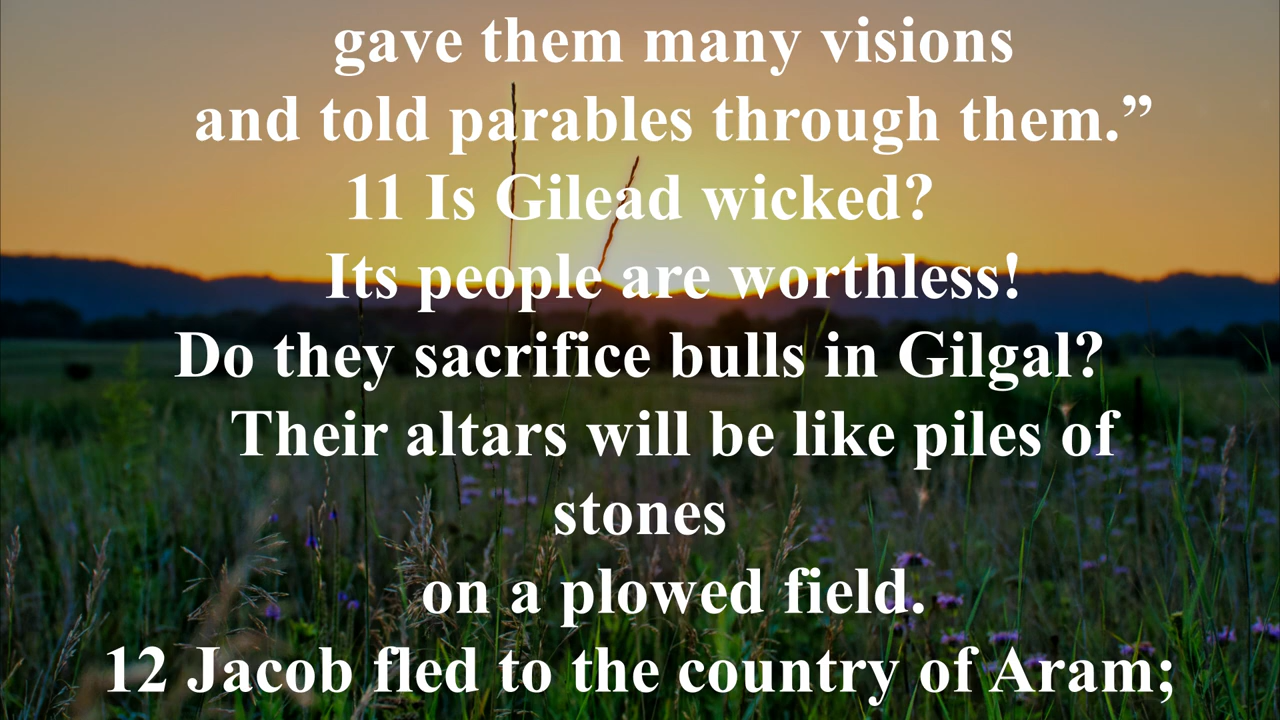 gave them many visions
and told parables through them.”
11 Is Gilead wicked?
Its people are worthless!
Do they sacrifice bulls in Gilgal?
Their altars will be like piles of
stones
on a plowed field.
12 Jacob fled to the country of Aram;